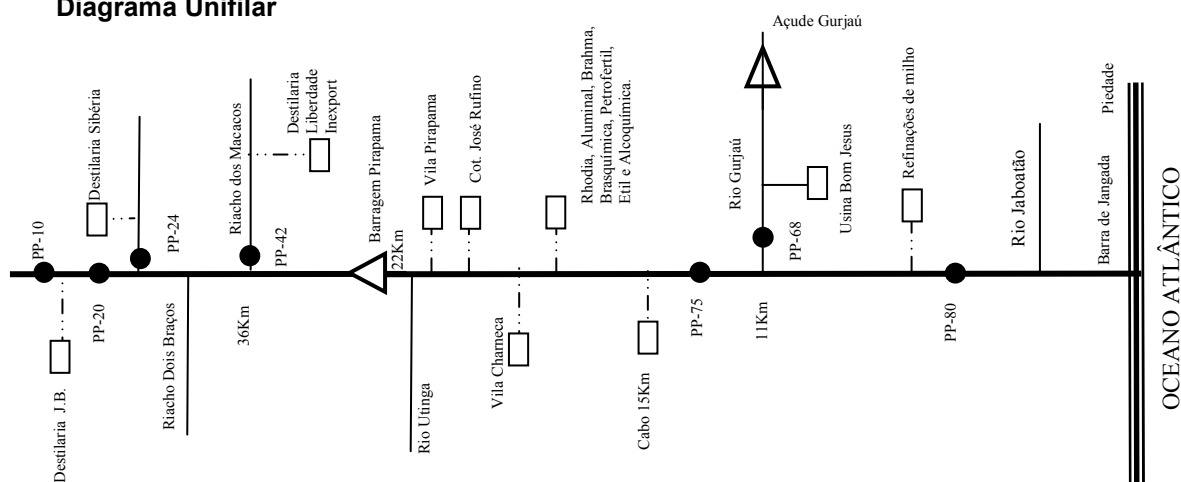 Diagrama Unifilar
PP-10
Destilaria J.B.
PP-20
Destilaria Sibéria
PP-24
Riacho Dois Braços
Riacho dos Macacos
PP-42
36Km
Destilaria
Liberdade
Inexport
Barragem Pirapama
22Km
Rio Utinga
Vila Pirapama
Cot. José Rufino
Vila Charneca
Rhodia, Aluminal, Brahma,
Brasquímica, Petrofertil,
Etil e Alcoquímica.
Cabo 15Km
PP-75
Açude Gurjaú
Rio Gurjaú
PP-68
11Km
Usina Bom Jesus
Refinações de milho
PP-80
Rio Jaboatão
Barra de Jangada
Piedade
OCEANO ATLÂNTICO